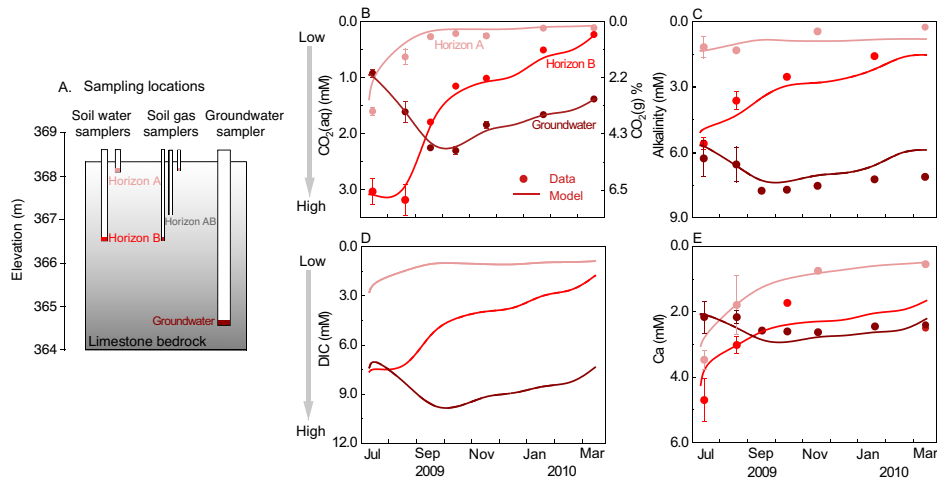 A. Sampling locations
Soil water
samplers
Soil gas
samplers
Groundwater
sampler
369
368
367
366
365
364
Elevation (m)
Horizon A
Horizon AB
Horizon B
Groundwater
Limestone bedrock
Low
High
B
0.0
1.0
2.0
3.0
CO2(aq) (mM)
0.0
2.2
4.3
6.5
CO2(g) %
Horizon A
Horizon B
Groundwater
Data
Model
C
0.0
3.0
6.0
9.0
Alkalinity (mM)
Low
High
D
0.0
3.0
6.0
9.0
12.0
DIC (mM)
Jul
Sep
Nov
Jan
Mar
2009
2010
E
0.0
2.0
4.0
6.0
Ca (mM)
Jul
Sep
Nov
Jan
Mar
2009
2010